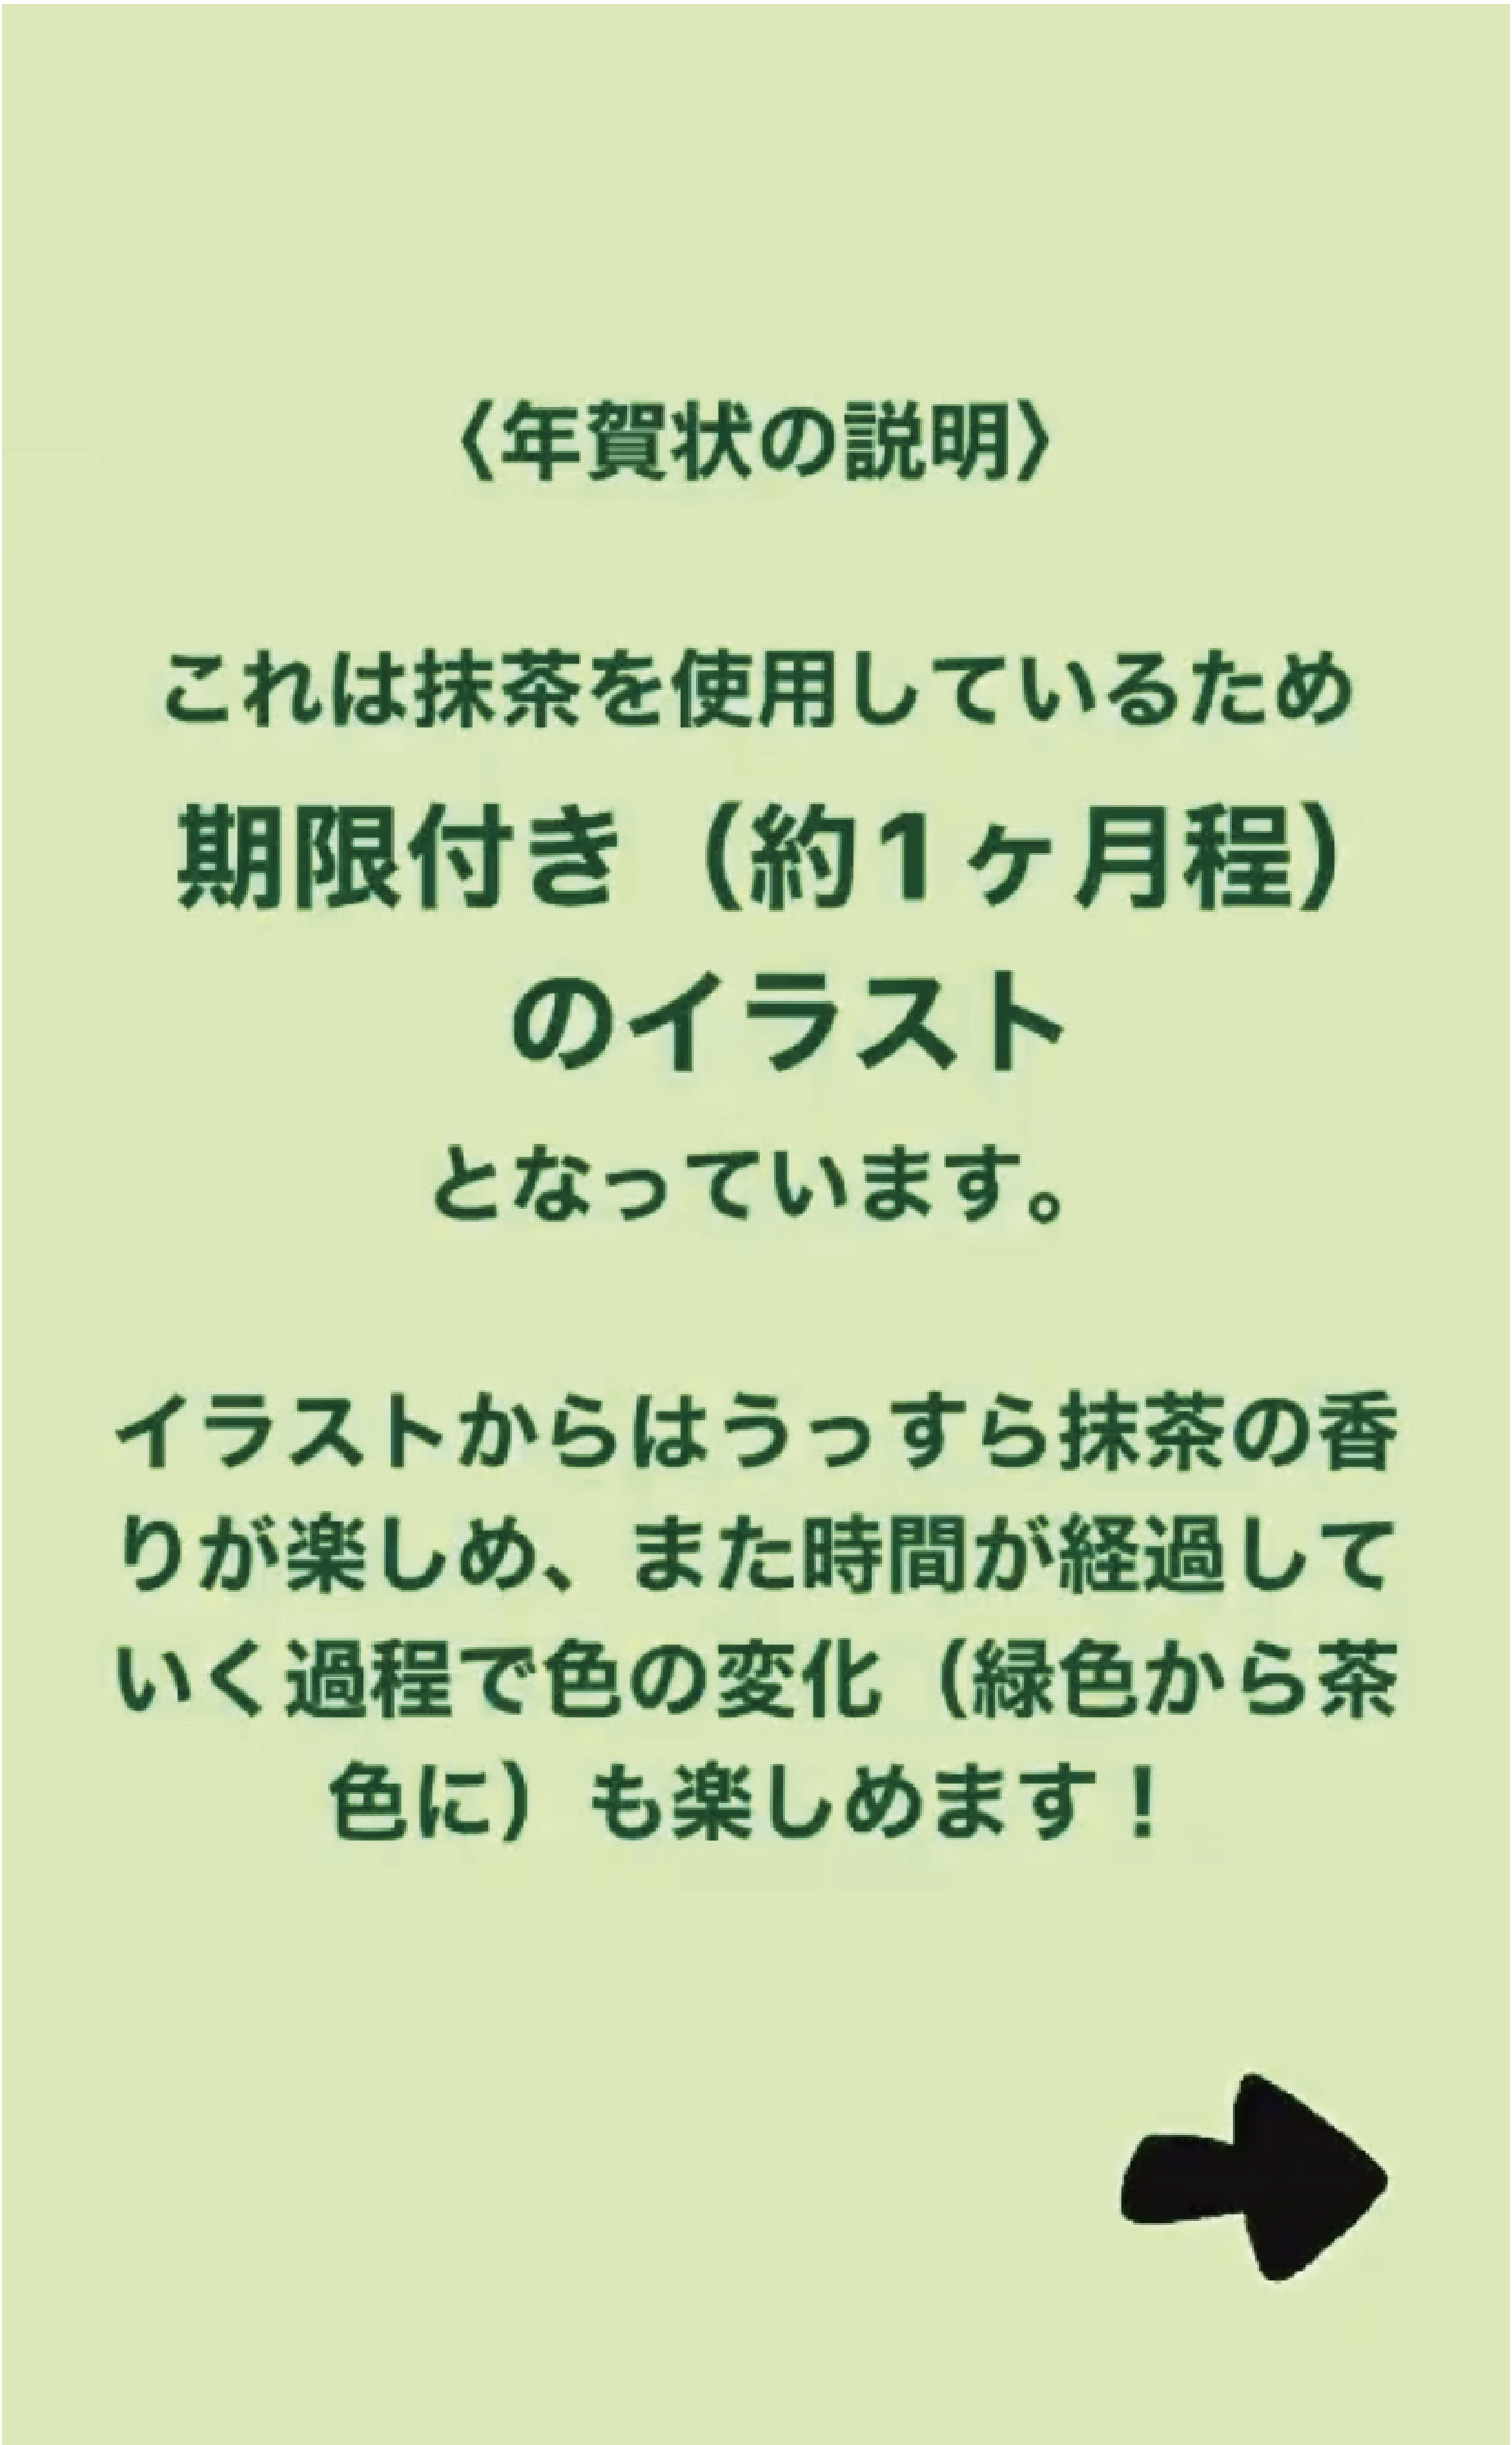 〈年賀状の説明〉
これは抹茶を使用しているため
期限付き（約1ヶ月程）
のイラスト
となっています。
イラストからはうっすら抹茶の香
りが楽しめ、また時間が経過して
いく過程で色の変化（緑色から茶
色に）も楽しめます！